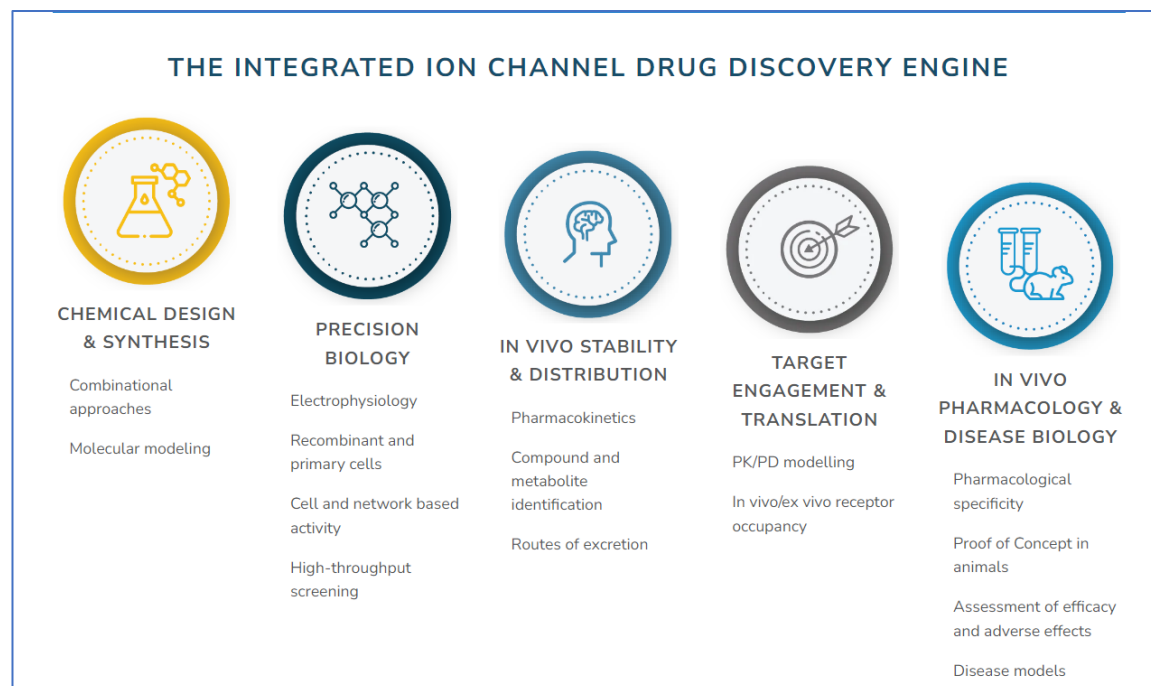 THE INTEGRATED ION CHANNEL DRUG DISCOVERY ENGINE
CHEMICAL DESIGN
& SYNTHESIS
Combinational
approaches
Molecular modeling
PRECISION
BIOLOGY
Electrophysiology
Recombinant and
primary cells
Cell and network based
activity
High-throughput
screening
IN VIVO STABILITY
& DISTRIBUTION
Pharmacokinetics
Compound and
metabolite
identification
Routes of excretion
TARGET
ENGAGEMENT &
TRANSLATION
PK/PD modelling
In vivo/ex vivo receptor
occupancy
IN VIVO
PHARMACOLOGY &
DISEASE BIOLOGY
Pharmacological
specificity
Proof of Concept in
animals
Assessment of efficacy
and adverse effects
Disease models